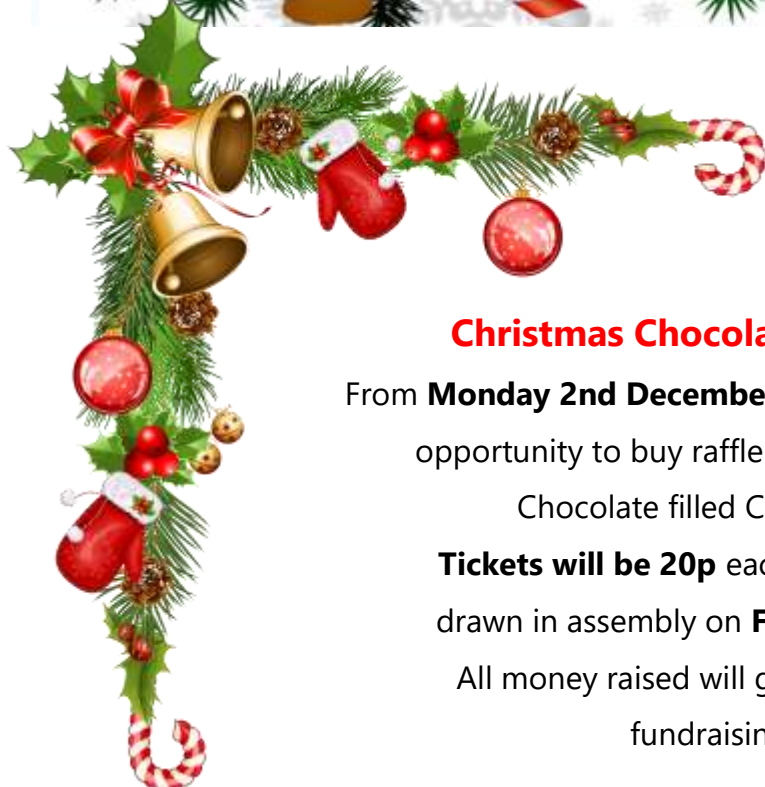 Christmas Chocola
From Monday 2nd Decembe
opportunity to buy raffle
Chocolate filled C
Tickets will be 20p eac
drawn in assembly on F
All money raised will g
fundraisin